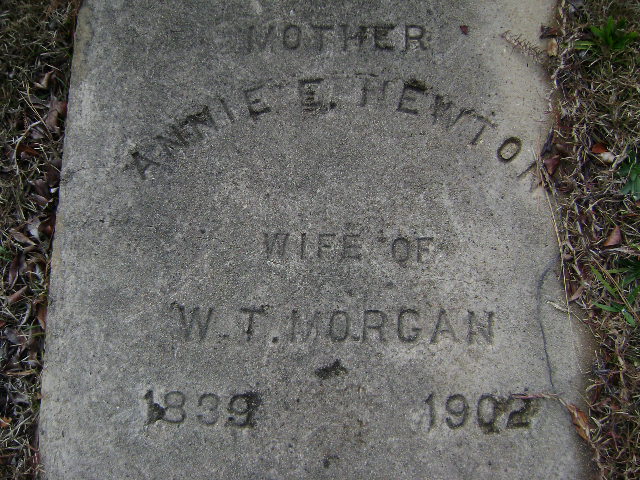 MOTHER
ANNIE E. NEWTON
WIFE OF
W. T. MORGAN
1839 1902